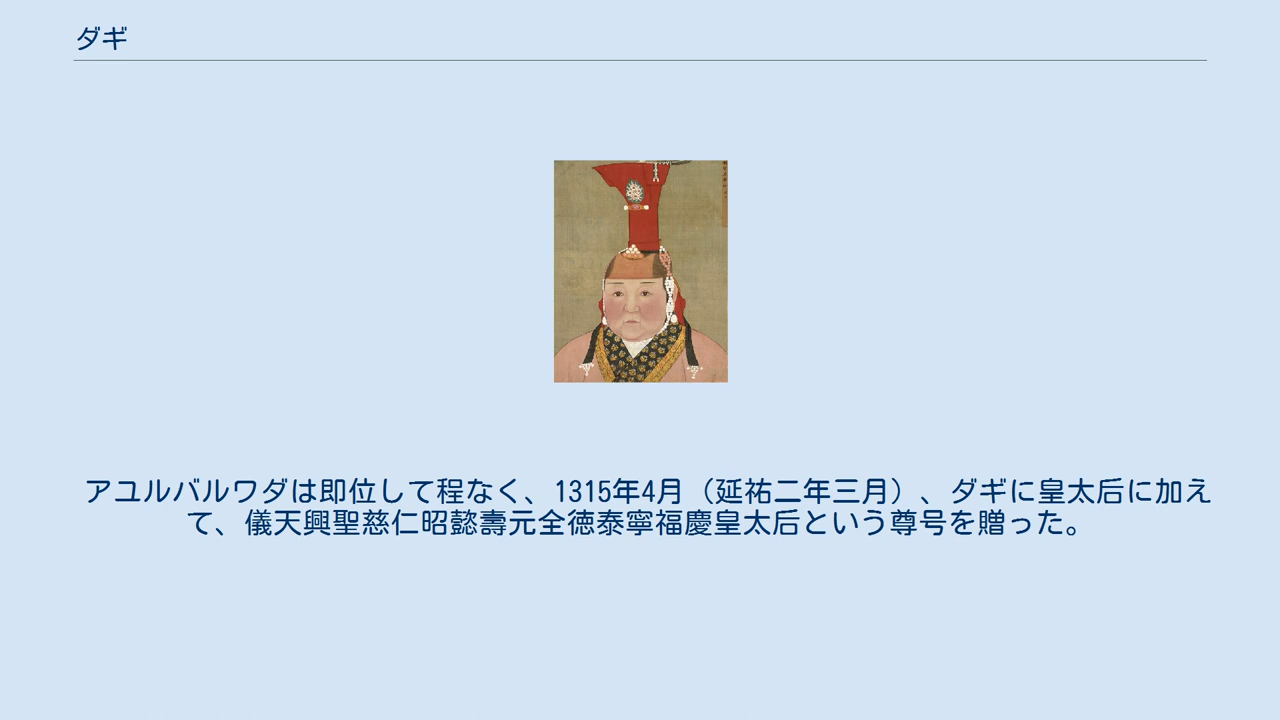 ダギ
アユルバルワダは即位して程なく、1315年4月（延祐二年三月）、ダギに皇太后に加え
て、儀天興聖慈仁昭懿壽元全徳泰寧福慶皇太后という尊号を贈った。